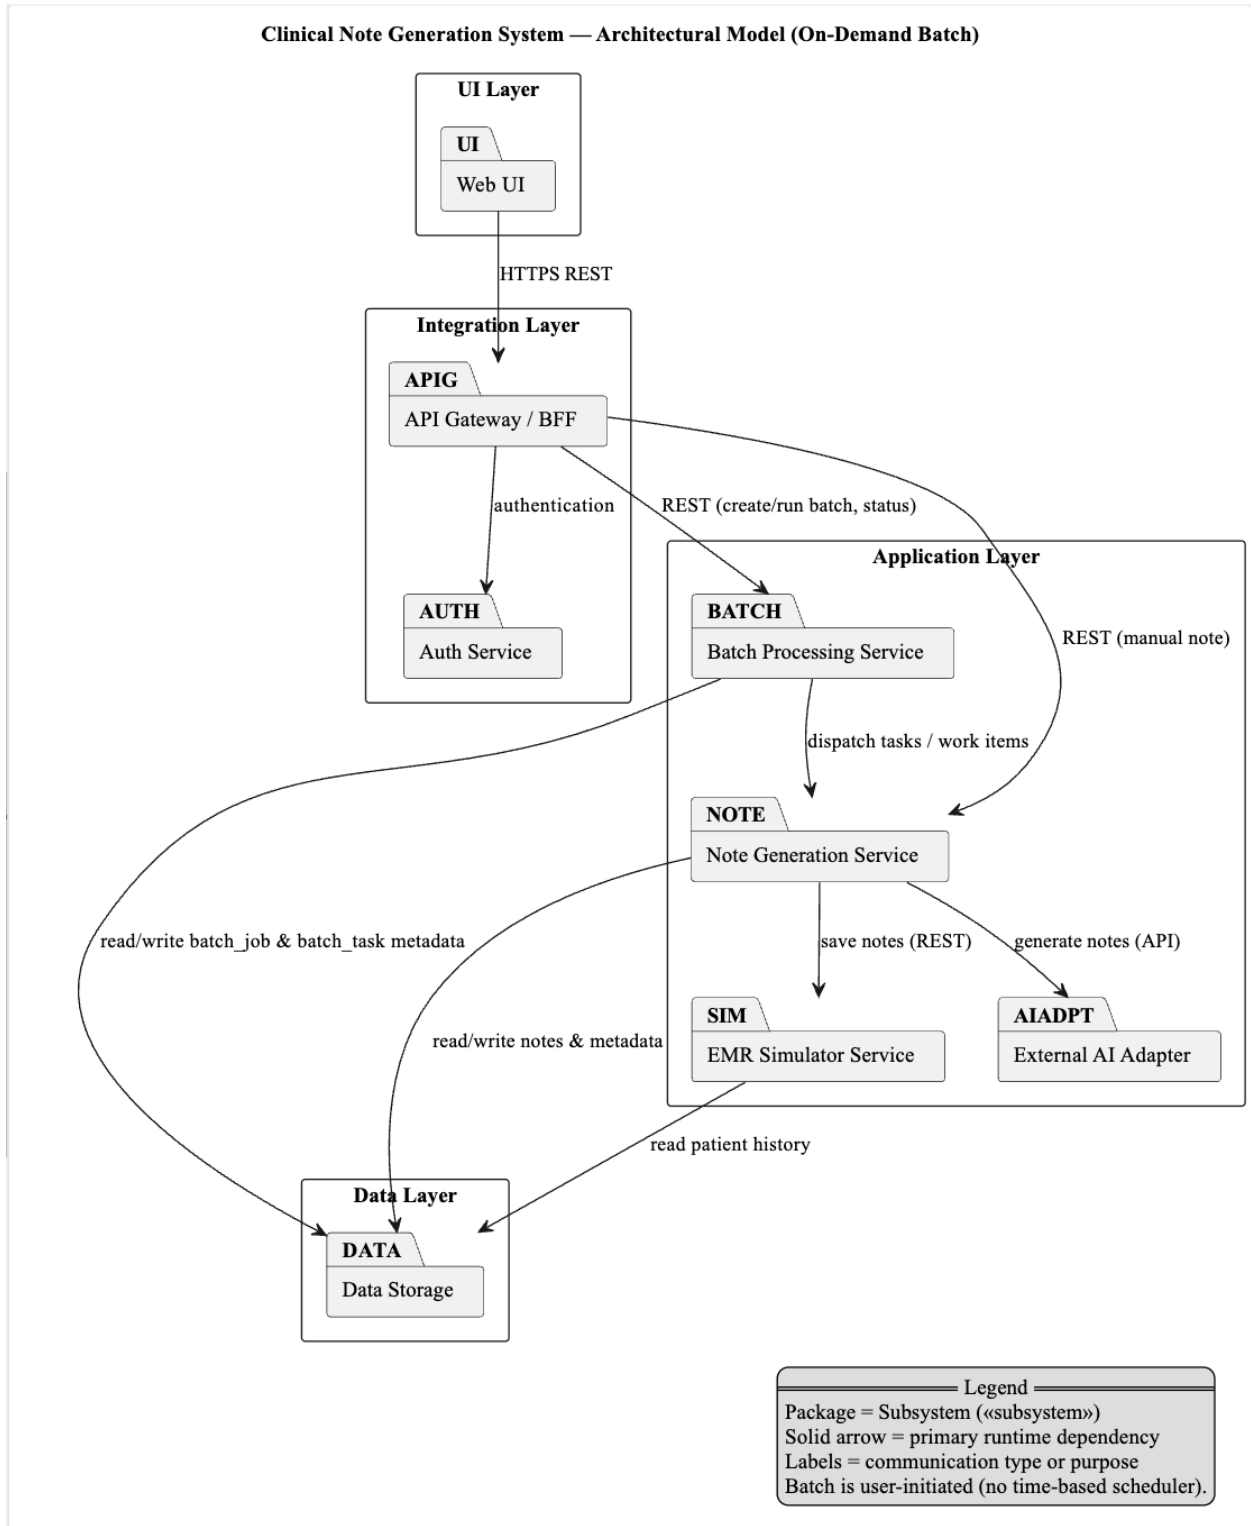 Clinical Note Generation System — Architectural Model (On-Demand Batch)
UI Layer
UI
Web UI
HTTPS REST
Integration Layer
APIG
API Gateway / BFF
authentication
REST (create/run batch, status)
Application Layer
AUTH
Auth Service
BATCH
Batch Processing Service
REST (manual note)
dispatch tasks / work items
NOTE
Note Generation Service
read/write batch_job & batch_task metadata
save notes (REST)
generate notes (API)
SIM
EMR Simulator Service
AIADPT
External AI Adapter
read/write notes & metadata
read patient history
Data Layer
DATA
Data Storage
Legend
Package = Subsystem («subsystem»)
Solid arrow = primary runtime dependency
Labels = communication type or purpose
Batch is user-initiated (no time-based scheduler).